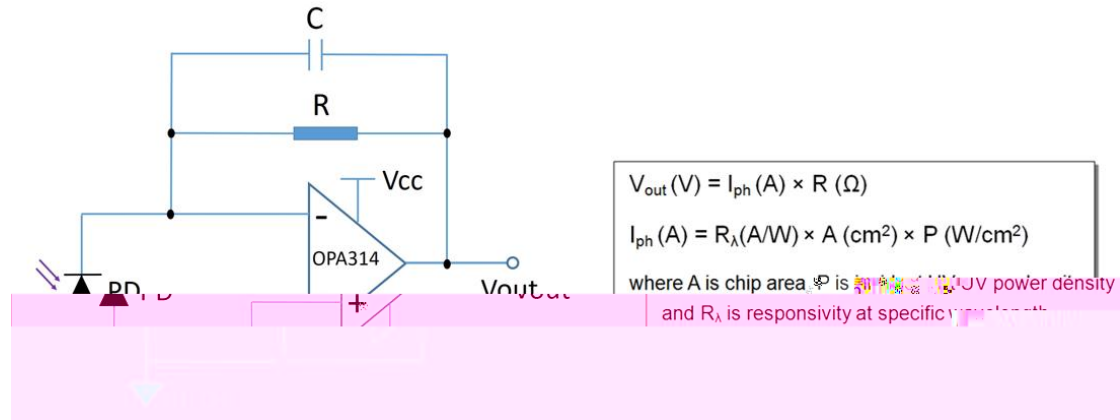 C
R
Vcc
-
OPA314
PD
Vout
+
Vout (V) = Iph (A) × R (Ω)
Iph (A) = Rλ(A/W) × A (cm²) × P (W/cm²)
where A is chip area, P is UV power density
and Rλ is responsivity at specific